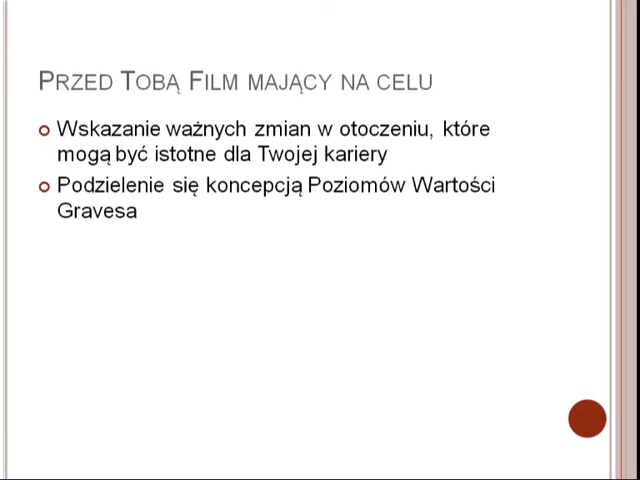 Przed Tobą Film mający na celu
Wskazanie ważnych zmian w otoczeniu, które
mogą być istotne dla Twojej kariery
Podzielenie się koncepcją Poziomów Wartości
Gravesa